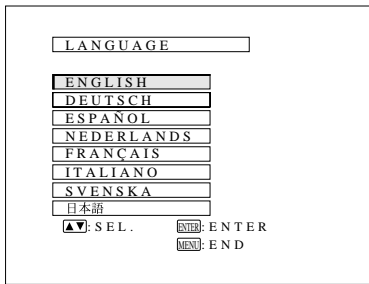 LANGUAGE
ENGLISH
DEUTSCH
ESPAÑOL
NEDERLANDS
FRANÇAIS
ITALIANO
SVENSKA
日本語
▲▼: SEL. ENTER: ENTER
MENU: END